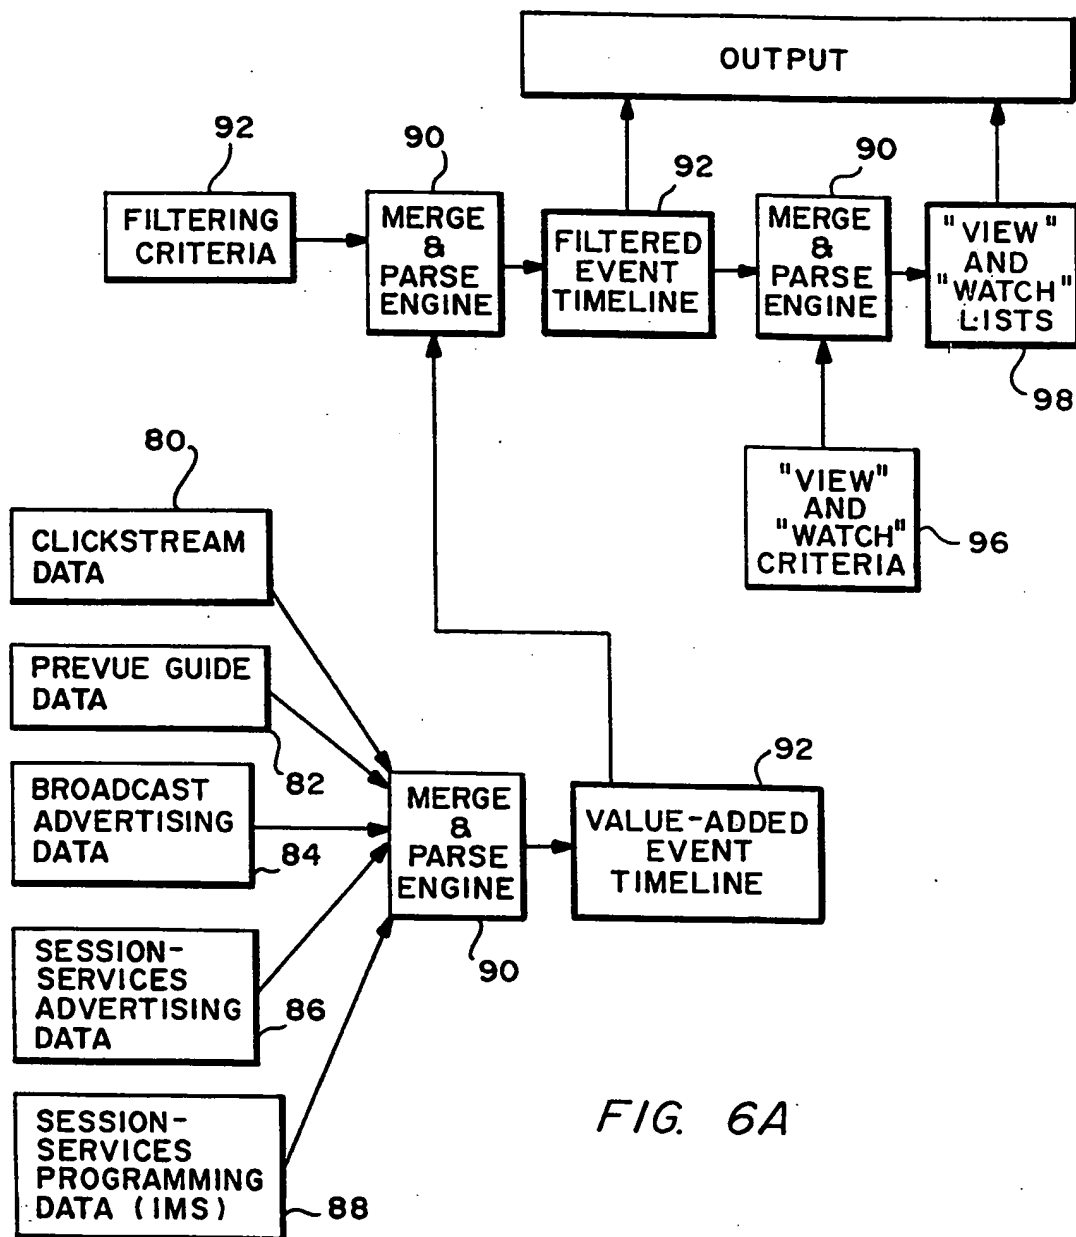 OUTPUT
92
FILTERING
CRITERIA
90
MERGE
&
PARSE
ENGINE
92
FILTERED
EVENT
TIMELINE
90
MERGE
&
PARSE
ENGINE
"VIEW"
AND
"WATCH"
LISTS
98
"VIEW"
AND
"WATCH"
CRITERIA
96
80
CLICKSTREAM
DATA
PREVUE GUIDE
DATA
82
BROADCAST
ADVERTISING
DATA
84
SESSION-
SERVICES
ADVERTISING
DATA
86
SESSION-
SERVICES
PROGRAMMING
DATA (IMS)
88
MERGE
&
PARSE
ENGINE
90
92
VALUE-ADDED
EVENT
TIMELINE
FIG. 6A